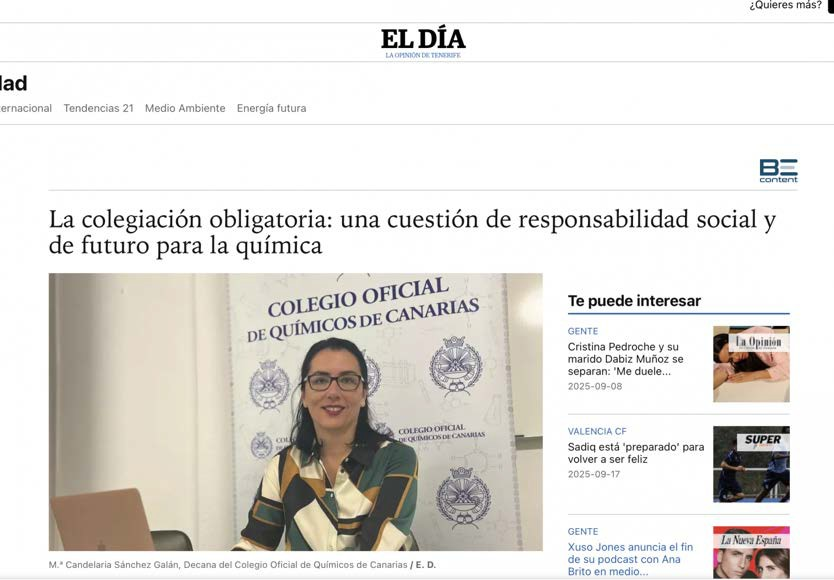 ¿Quieres más?
EL DÍA
LA OPINIÓN DE TENERIFE
dad
ernacional Tendencias 21 Medio Ambiente Energía futura
BE
content
La colegiación obligatoria: una cuestión de responsabilidad social y
de futuro para la química
COLEGIO OFICIAL
DE QUÍMICOS DE CANARIAS
COLEGIO OFICIAL
DE QUÍMICOS DE CANARIAS
M.ª Candelaria Sánchez Galán, Decana del Colegio Oficial de Químicos de Canarias / E. D.
Te puede interesar
GENTE
Cristina Pedroche y su
marido Dabiz Muñoz se
separan: 'Me duele...
2025-09-08
La Opinión
VALENCIA CF
Sadiq está 'preparado' para
volver a ser feliz
2025-09-17
SUPER
GENTE
Xuso Jones anuncia el fin
de su podcast con Ana
Brito en medio...
La Nueva España